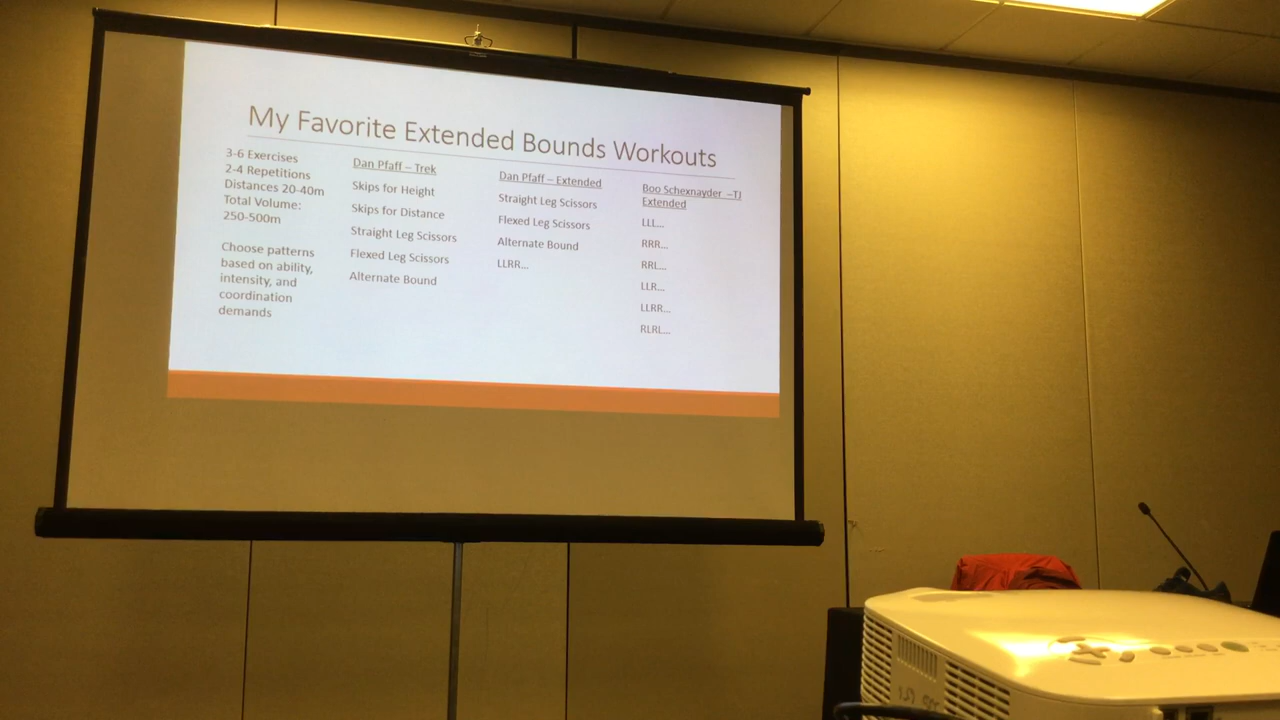 My Favorite Extended Bounds Workouts
3-6 Exercises
2-4 Repetitions
Distances 20-40m
Total Volume:
250-500m
Choose patterns
based on ability,
intensity, and
coordination
demands
Dan Pfaff – Trek
Skips for Height
Skips for Distance
Straight Leg Scissors
Flexed Leg Scissors
Alternate Bound
Dan Pfaff – Extended
Straight Leg Scissors
Flexed Leg Scissors
Alternate Bound
LLRR...
Boo Schexnayder –TJ
Extended
LLL...
RRR...
RRL...
LLR...
LLRR...
RLRL...